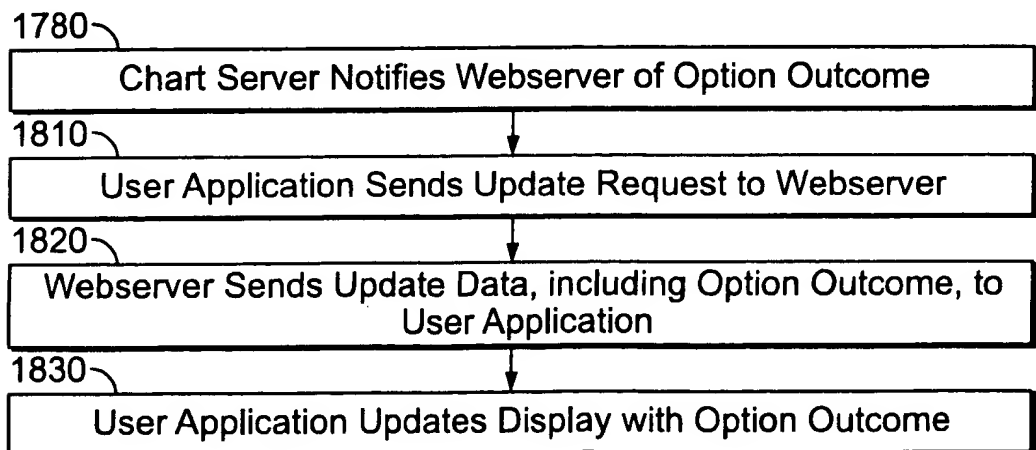 1780
Chart Server Notifies Webserver of Option Outcome
1810
User Application Sends Update Request to Webserver
1820
Webserver Sends Update Data, including Option Outcome, to
User Application
1830
User Application Updates Display with Option Outcome